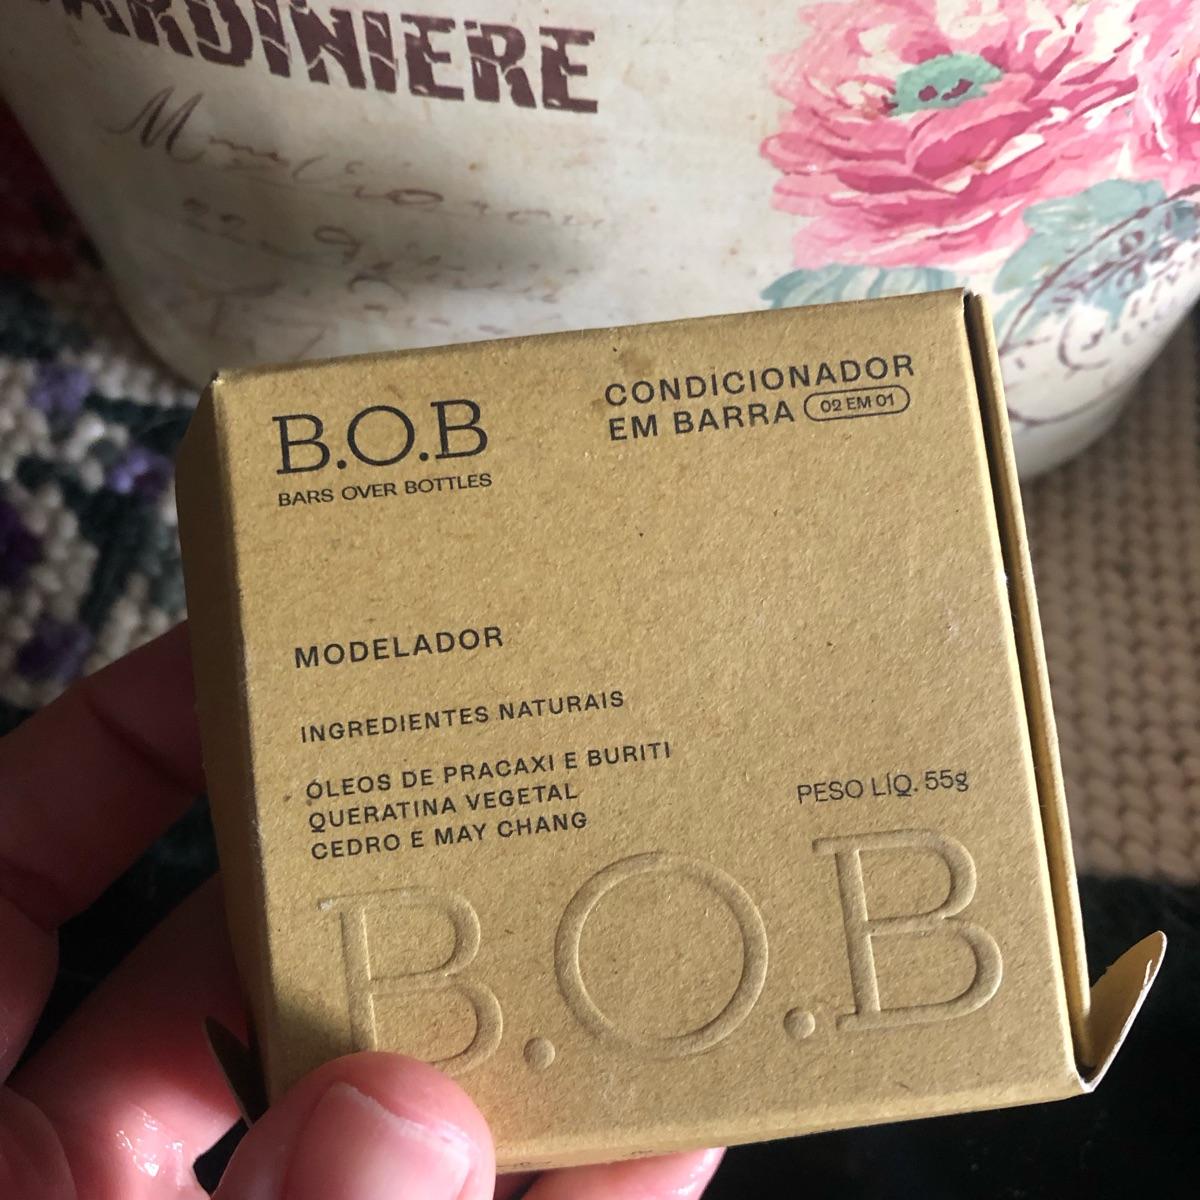 ARDINIERE
B.O.B
BARS OVER BOTTLES
CONDICIONADOR
EM BARRA 02 EM 01
MODELADOR
INGREDIENTES NATURAIS
ÓLEOS DE PRACAXI E BURITI
QUERATINA VEGETAL
CEDRO E MAY CHANG
PESO LÍQ. 55g
B.O.B